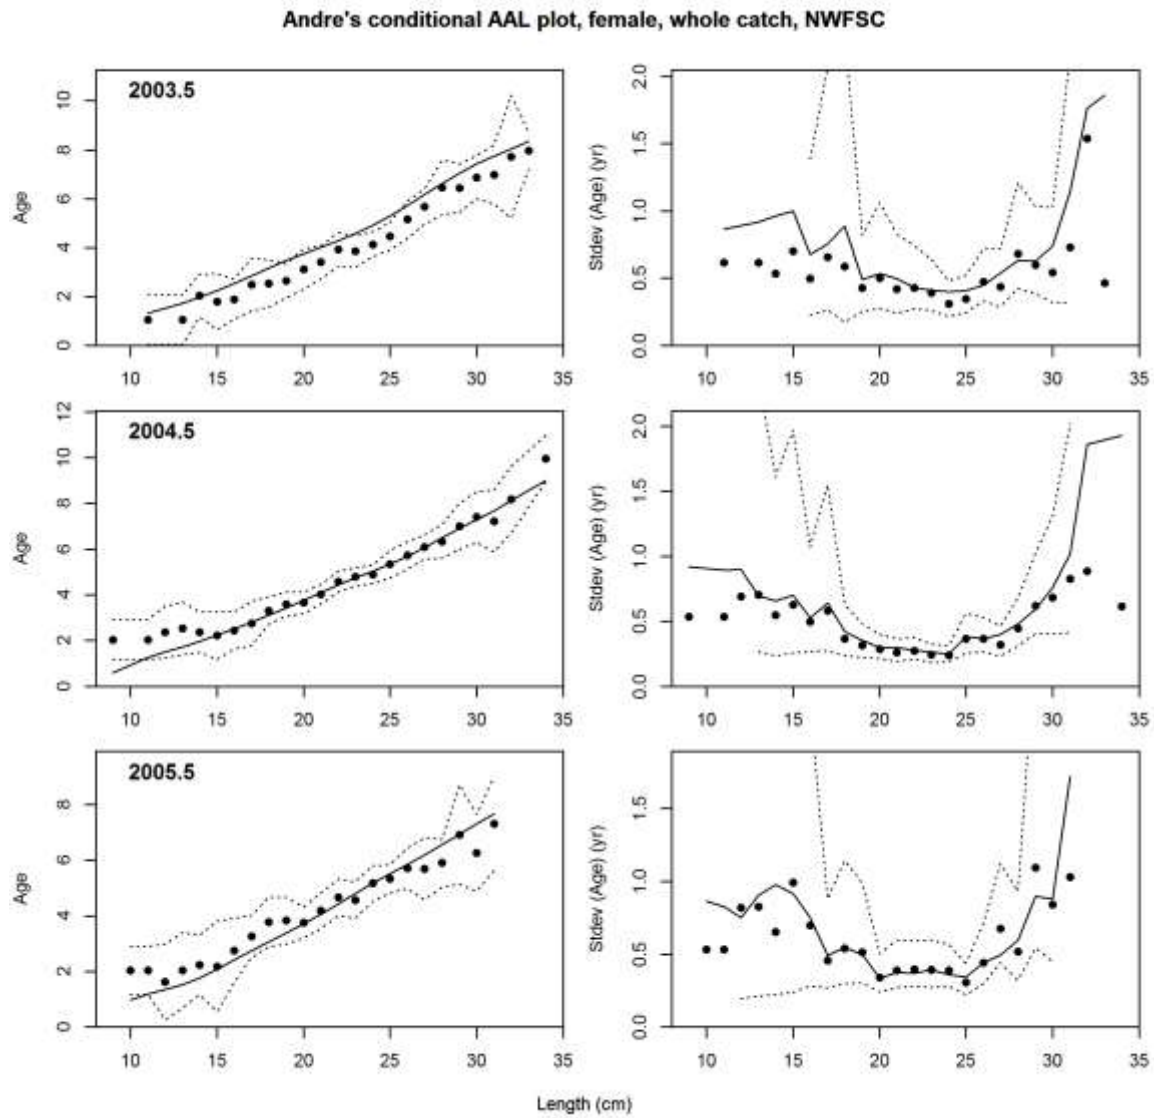 Andre's conditional AAL plot, female, whole catch, NWFSC
2003.5
Age
0 2 4 6 8 10
10 15 20 25 30 35
Stdev (Age) (yr)
0.0 0.5 1.0 1.5 2.0
10 15 20 25 30 35
2004.5
Age
0 2 4 6 8 10 12
10 15 20 25 30 35
Stdev (Age) (yr)
0.0 0.5 1.0 1.5 2.0
10 15 20 25 30 35
2005.5
Age
0 2 4 6 8
10 15 20 25 30 35
Stdev (Age) (yr)
0.0 0.5 1.0 1.5
10 15 20 25 30 35
Length (cm)